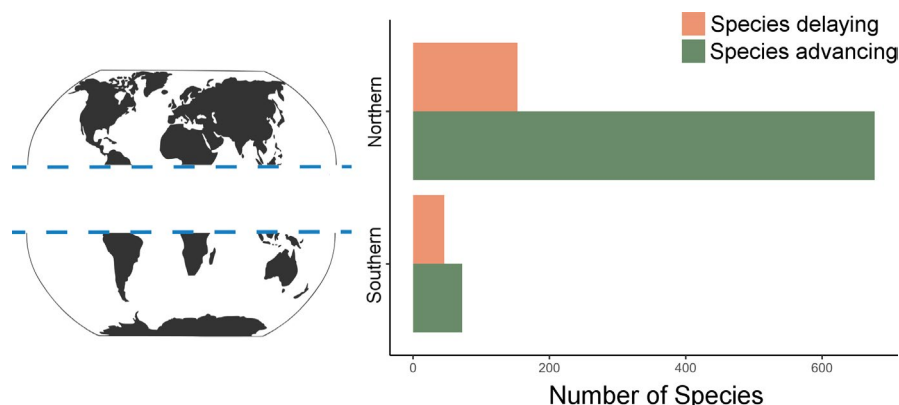 Species delaying
Species advancing
Northern
Southern
0 200 400 600
Number of Species